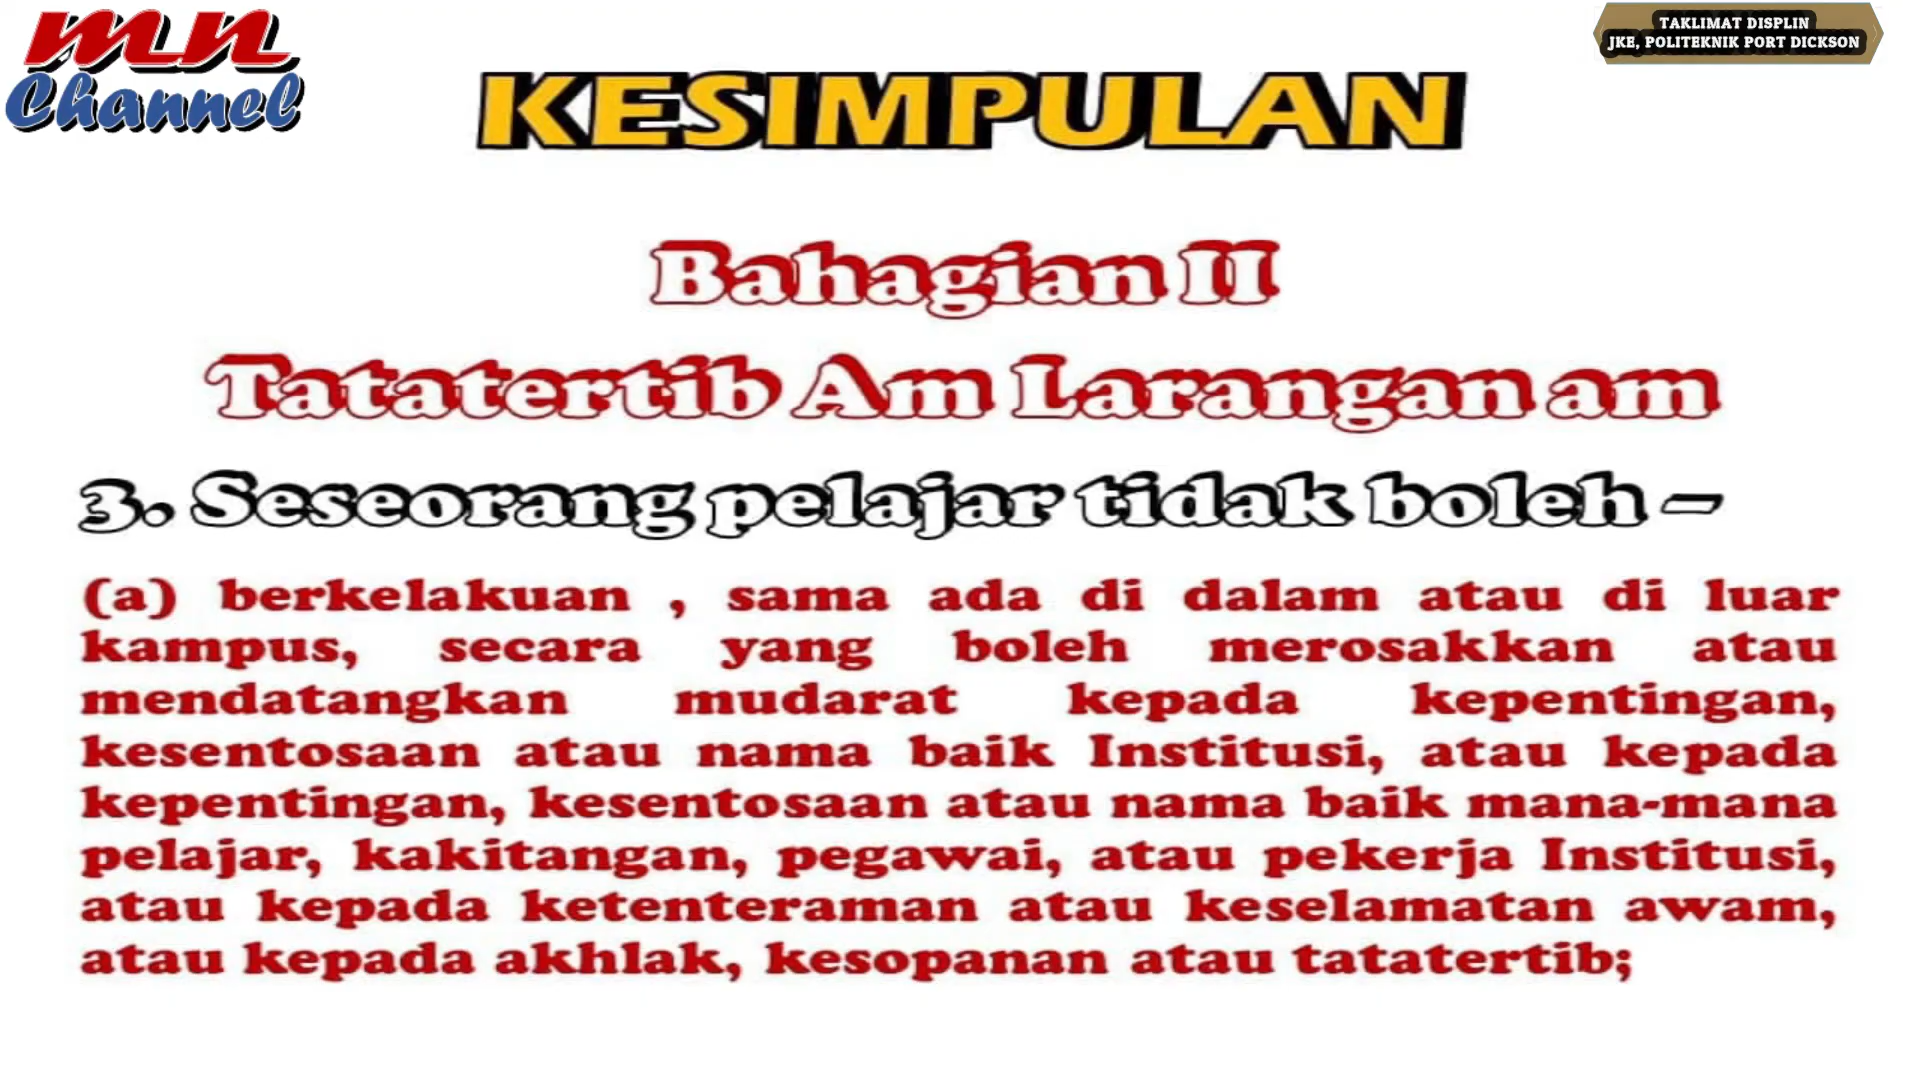 mn
Channel
TAKLIMAT DISPLIN
JKE, POLITEKNIK PORT DICKSON
KESIMPULAN
Bahagian II
Tatatertib Am Larangan am
3. Seseorang pelajar tidak boleh –
(a) berkelakuan , sama ada di dalam atau di luar
kampus, secara yang boleh merosakkan atau
mendatangkan mudarat kepada kepentingan,
kesentosaan atau nama baik Institusi, atau kepada
kepentingan, kesentosaan atau nama baik mana-mana
pelajar, kakitangan, pegawai, atau pekerja Institusi,
atau kepada ketenteraman atau keselamatan awam,
atau kepada akhlak, kesopanan atau tatatertib;